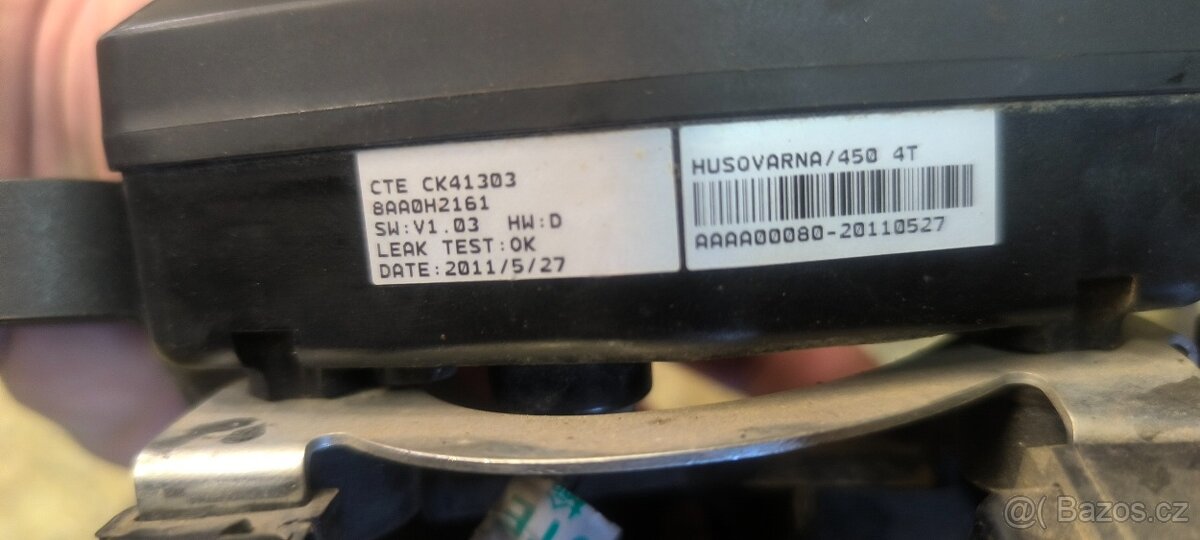 CTE CK41303
8AA0H2161
SW:V1.03 HW:D
LEAK TEST:OK
DATE:2011/5/27
HUSOVARNA/450 4T
AAAA00080-20110527
@ Bazos.cz